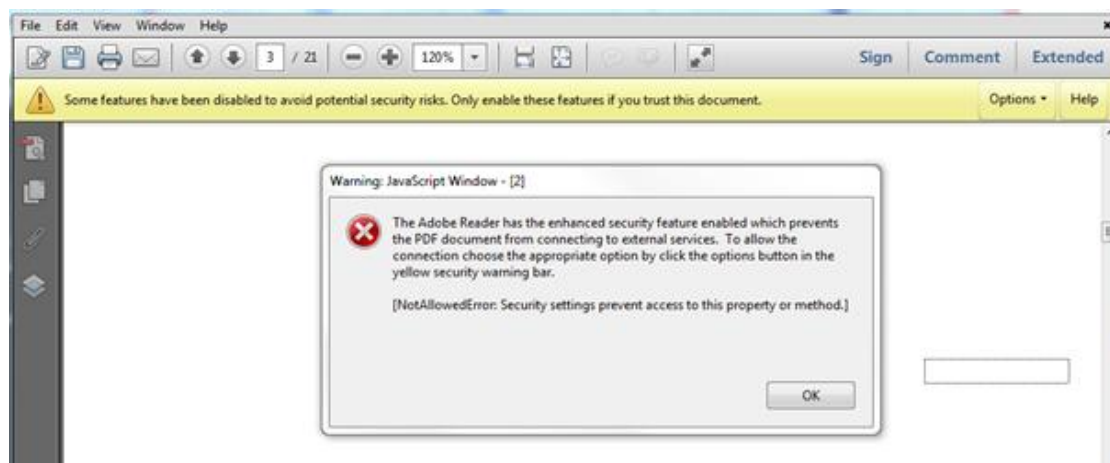 File Edit View Window Help
3 / 21 120% Sign Comment Extended
Some features have been disabled to avoid potential security risks. Only enable these features if you trust this document. Options Help
Warning: JavaScript Window - [2]
The Adobe Reader has the enhanced security feature enabled which prevents
the PDF document from connecting to external services. To allow the
connection choose the appropriate option by click the options button in the
yellow security warning bar.
[NotAllowedError: Security settings prevent access to this property or method.]
OK